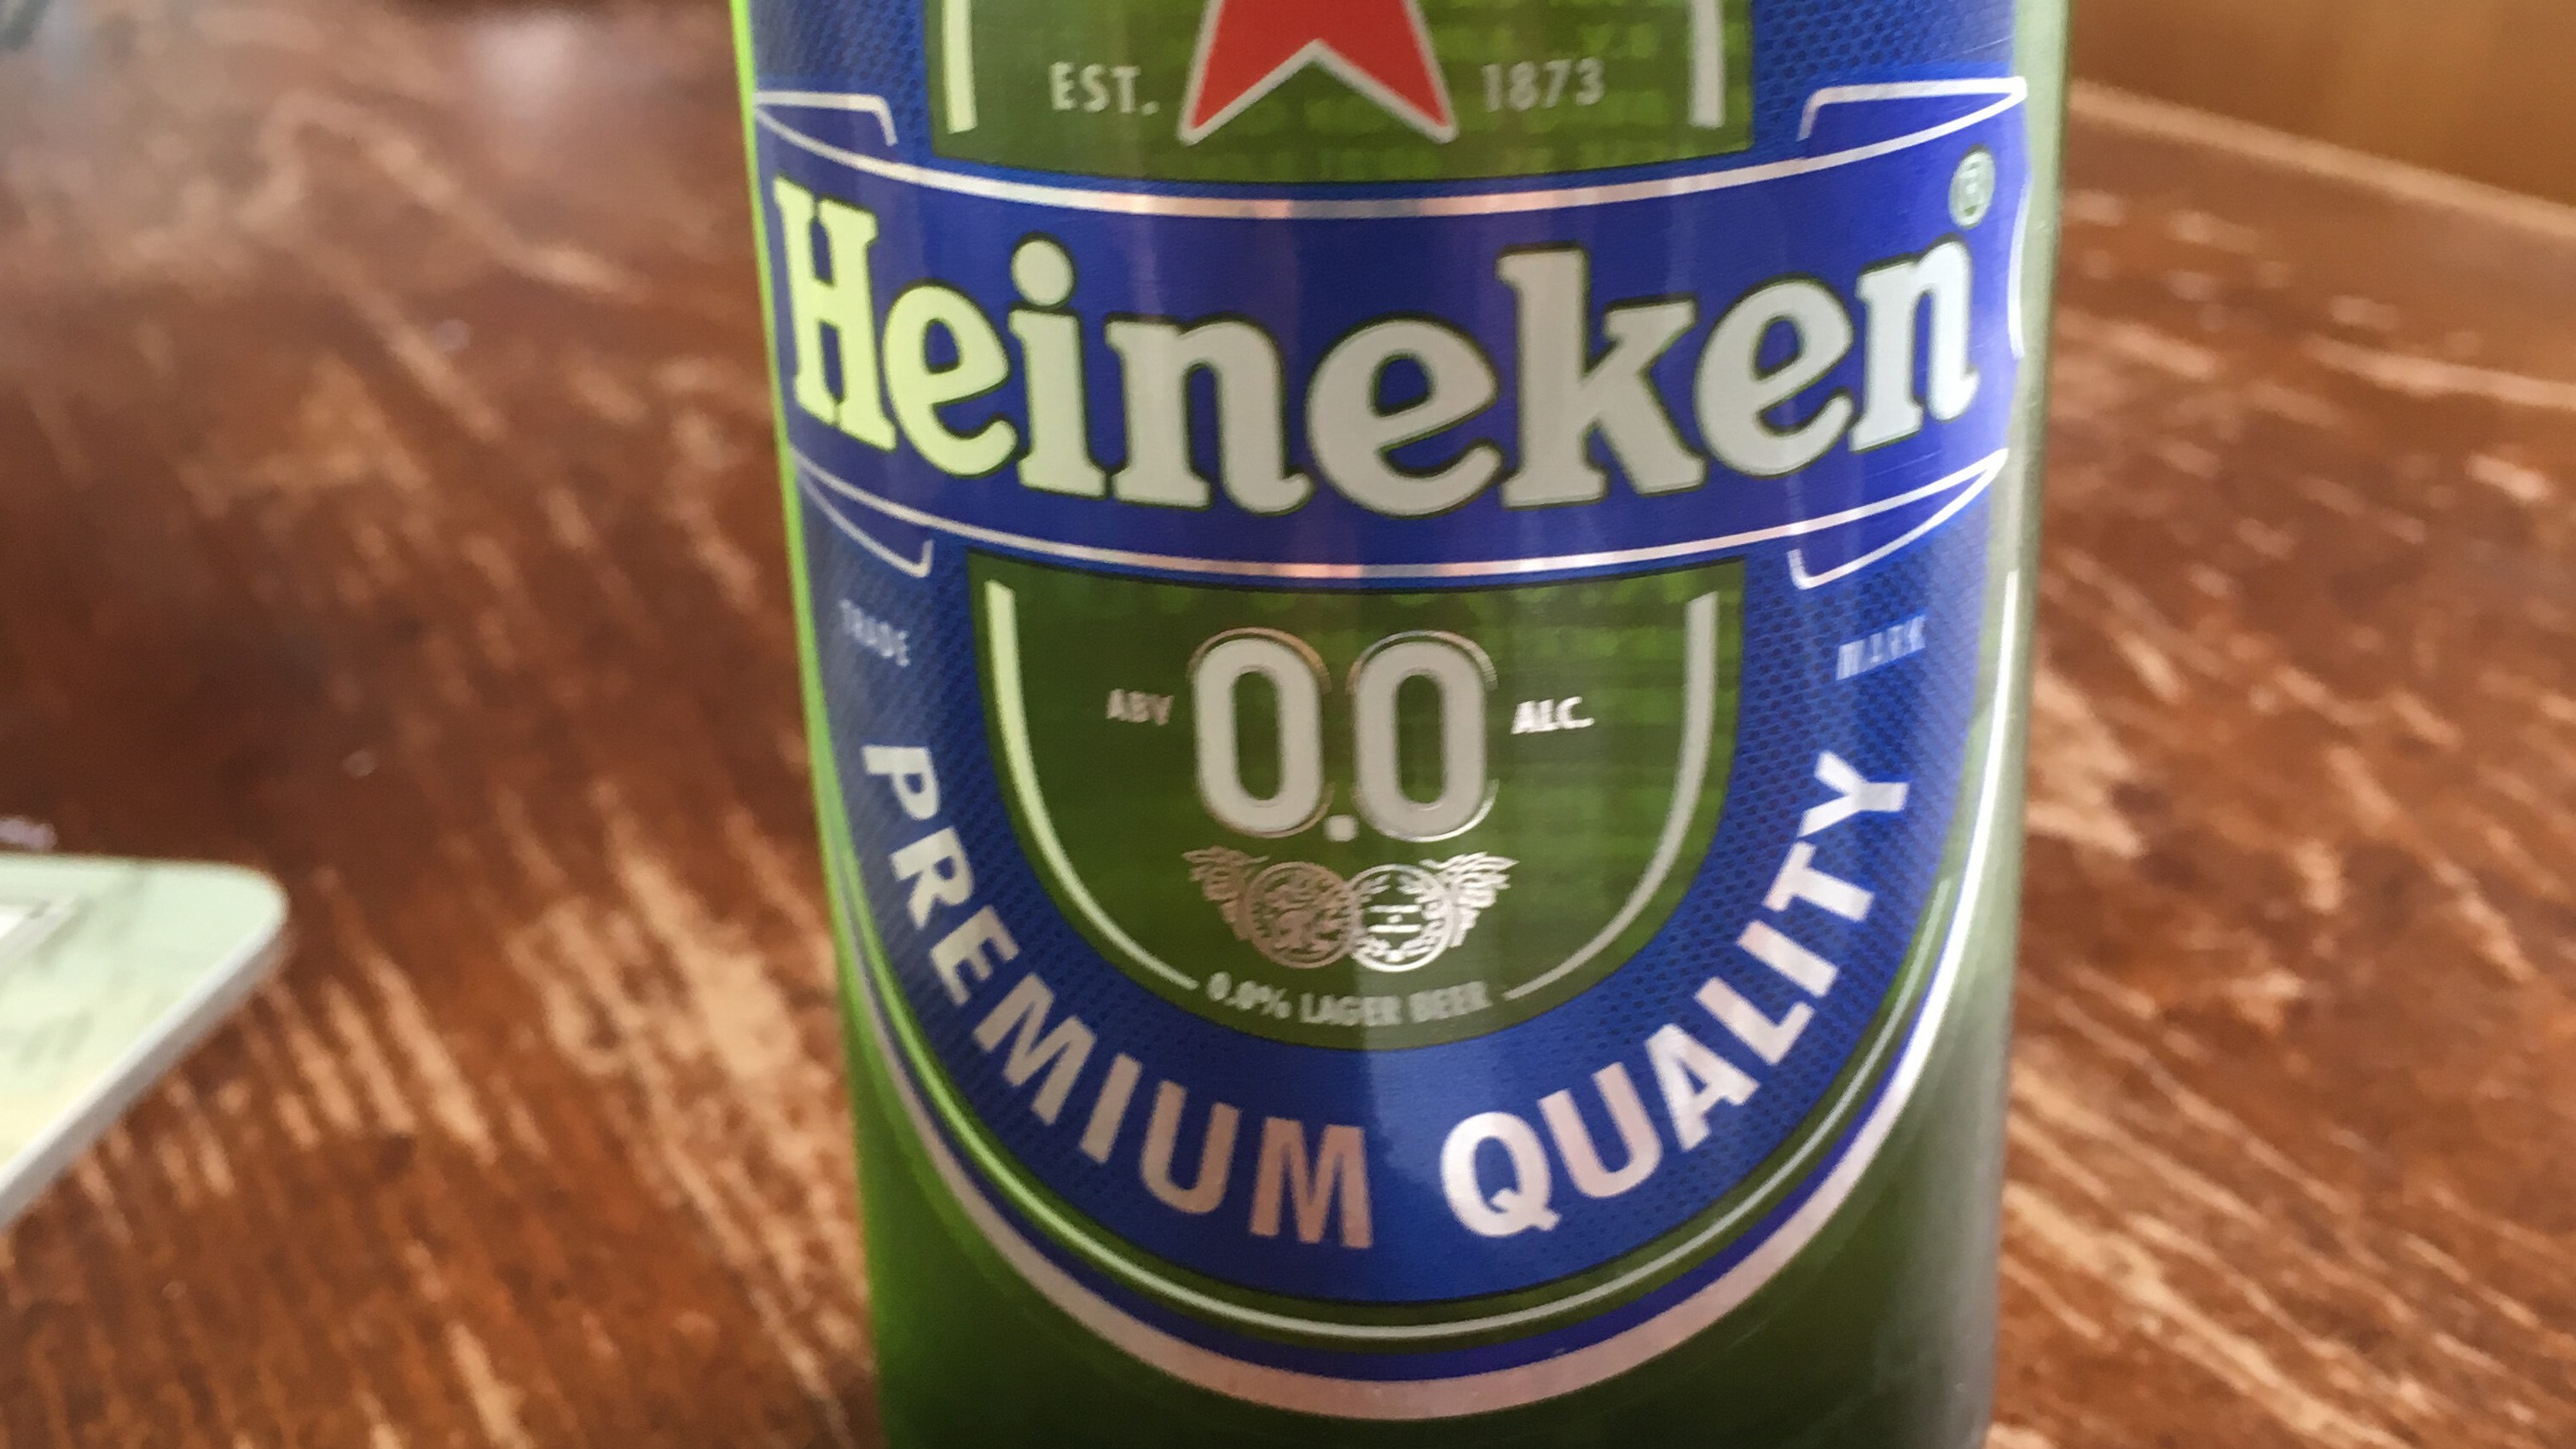 EST. 1873
Heineken®
TRADE MARK
ABV 0.0 ALC.
0.0% LAGER BEER
PREMIUM QUALITY